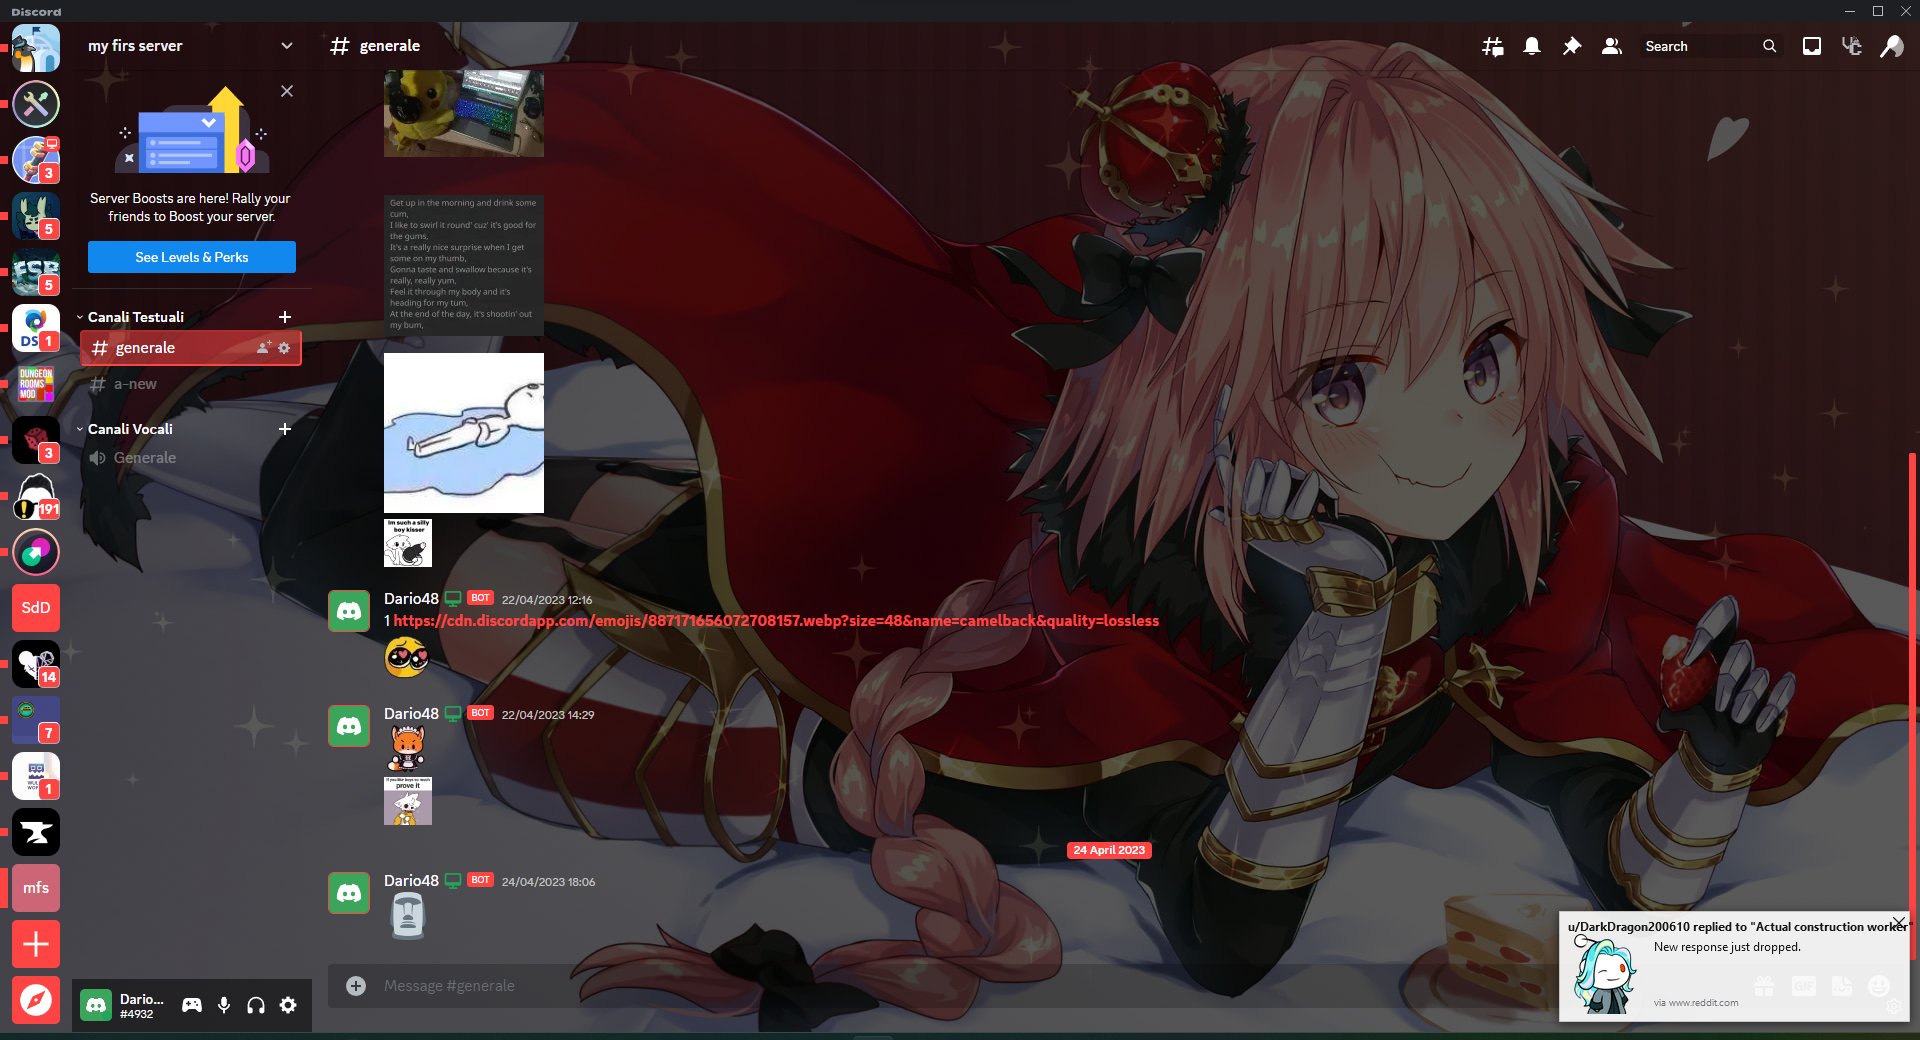 Discord
my firs server
generale
Search
Server Boosts are here! Rally your
friends to Boost your server.
See Levels & Perks
Canali Testuali
generale
a-new
Canali Vocali
Generale
3
5
FSR
5
DS
1
DUNGEON
ROOMS
MOD
3
191
SdD
14
7
1
mfs
Get up in the morning and drink some
cum,
I like to swirl it round' cuz' it's good for
the gums,
It's a really nice surprise when I get
some on my thumb,
Gonna taste and swallow because it's
really, really yum,
Feel it through my body and it's
heading for my tum,
At the end of the day, it's shootin' out
my bum,
Im such a silly
boy kisser
Dario48 BOT 22/04/2023 12:16
1 https://cdn.discordapp.com/emojis/887171656072708157.webp?size=48&name=camelback&quality=lossless
Dario48 BOT 22/04/2023 14:29
if you like boys so much
prove it
24 April 2023
Dario48 BOT 24/04/2023 18:06
Message #generale
GIF
Dario...
#4932
u/DarkDragon200610 replied to "Actual construction worker"
New response just dropped.
via www.reddit.com